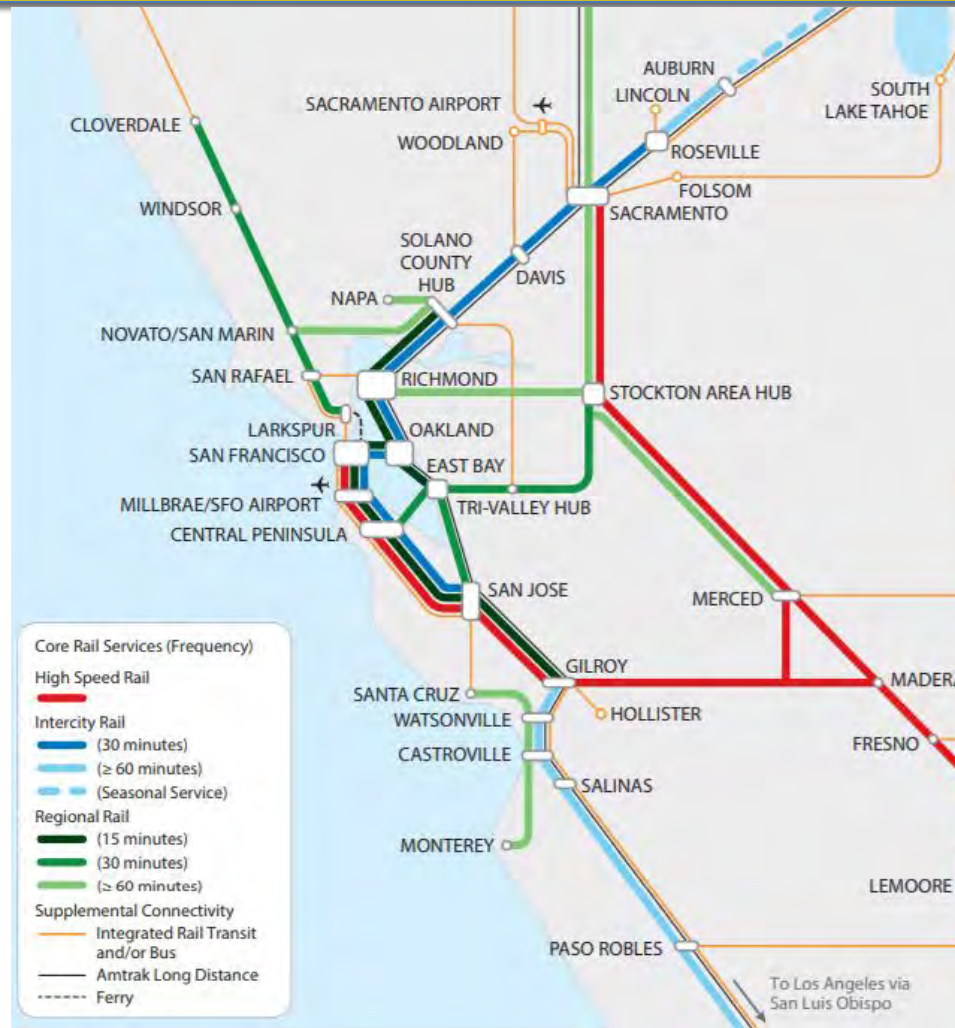 AUBURN
LINCOLN
SOUTH
LAKE TAHOE
SACRAMENTO AIRPORT
WOODLAND
CLOVERDALE
ROSEVILLE
FOLSOM
SACRAMENTO
WINDSOR
SOLANO
COUNTY
HUB
DAVIS
NAPA
NOVATO/SAN MARIN
SAN RAFAEL
RICHMOND
STOCKTON AREA HUB
LARKSPUR
OAKLAND
SAN FRANCISCO
EAST BAY
MILLBRAE/SFO AIRPORT
TRI-VALLEY HUB
CENTRAL PENINSULA
SAN JOSE
MERCED
GILROY
SANTA CRUZ
MADERA
HOLLISTER
WATSONVILLE
FRESNO
CASTROVILLE
SALINAS
MONTEREY
LEMOORE
PASO ROBLES
To Los Angeles via
San Luis Obispo
Core Rail Services (Frequency)
High Speed Rail
Intercity Rail
(30 minutes)
(≥ 60 minutes)
(Seasonal Service)
Regional Rail
(15 minutes)
(30 minutes)
(≥ 60 minutes)
Supplemental Connectivity
Integrated Rail Transit
and/or Bus
Amtrak Long Distance
Ferry